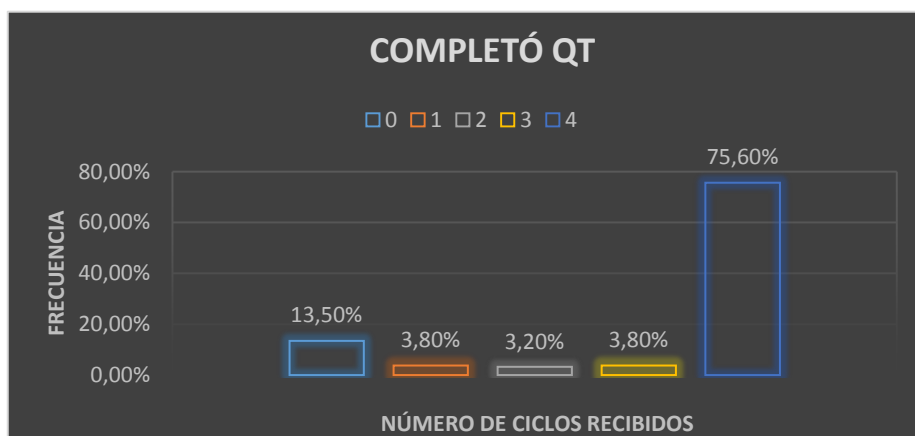 COMPLETÓ QT
0 1 2 3 4
75,60%
80,00%
60,00%
FRECUENCIA
40,00%
13,50%
20,00%
3,80% 3,20% 3,80%
0,00%
NÚMERO DE CICLOS RECIBIDOS